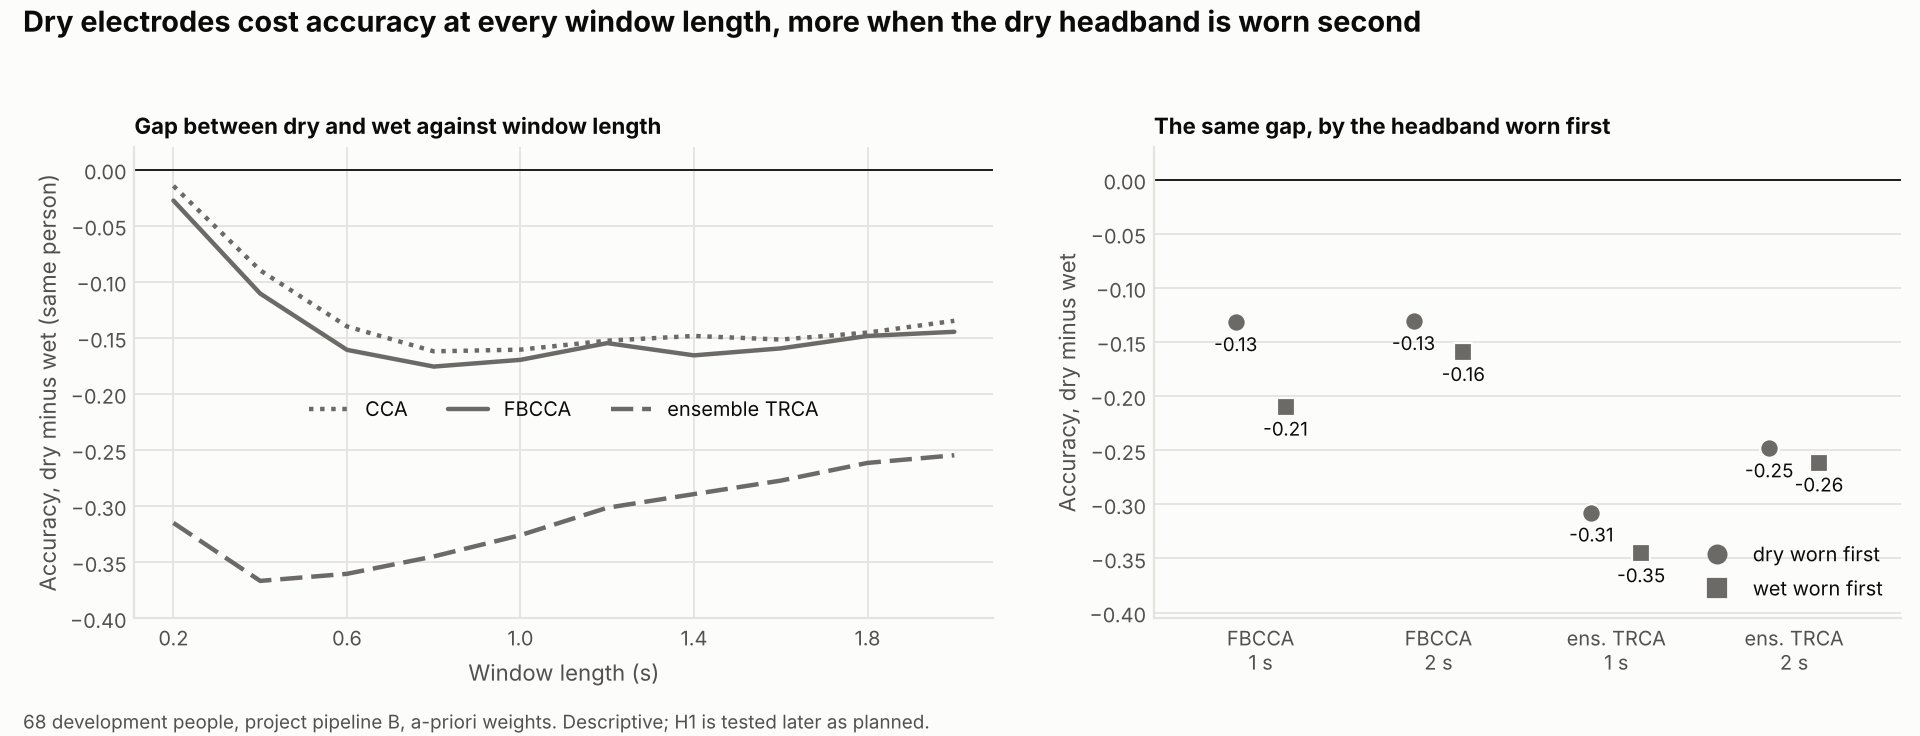 Dry electrodes cost accuracy at every window length, more when the dry headband is worn second
Gap between dry and wet against window length
Accuracy, dry minus wet (same person)
0.00
−0.05
−0.10
−0.15
−0.20
−0.25
−0.30
−0.35
−0.40
CCA FBCCA ensemble TRCA
0.2 0.6 1.0 1.4 1.8
Window length (s)
The same gap, by the headband worn first
Accuracy, dry minus wet
0.00
−0.05
−0.10
−0.15
−0.20
−0.25
−0.30
−0.35
−0.40
-0.13
-0.21
-0.13
-0.16
-0.31
-0.35
-0.25
-0.26
dry worn first
wet worn first
FBCCA FBCCA ens. TRCA ens. TRCA
1 s 2 s 1 s 2 s
68 development people, project pipeline B, a-priori weights. Descriptive; H1 is tested later as planned.